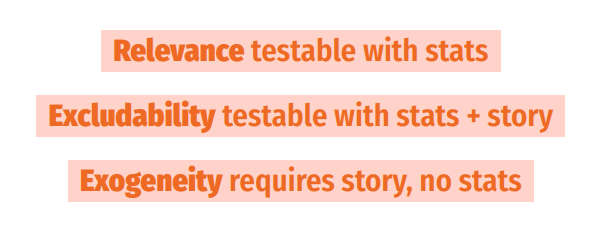 Relevance testable with stats
Excludability testable with stats + story
Exogeneity requires story, no stats